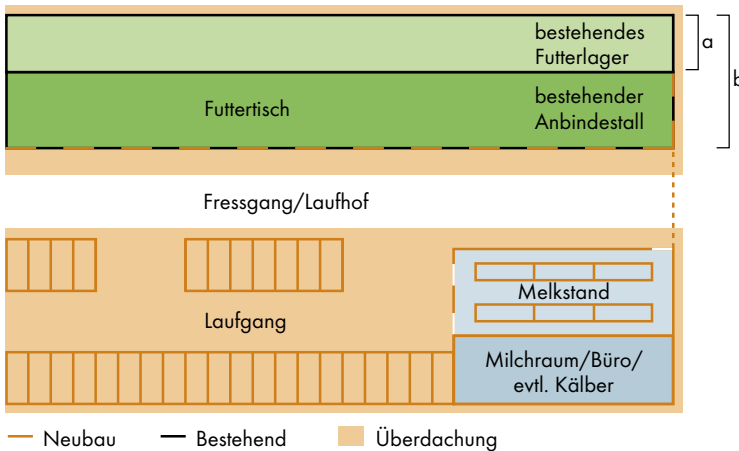 bestehendes
Futterlager
a
b
Futtertisch
bestehender
Anbindestall
Fressgang/Laufhof
Melkstand
Laufgang
Milchraum/Büro/
evtl. Kälber
Neubau
Bestehend
Überdachung